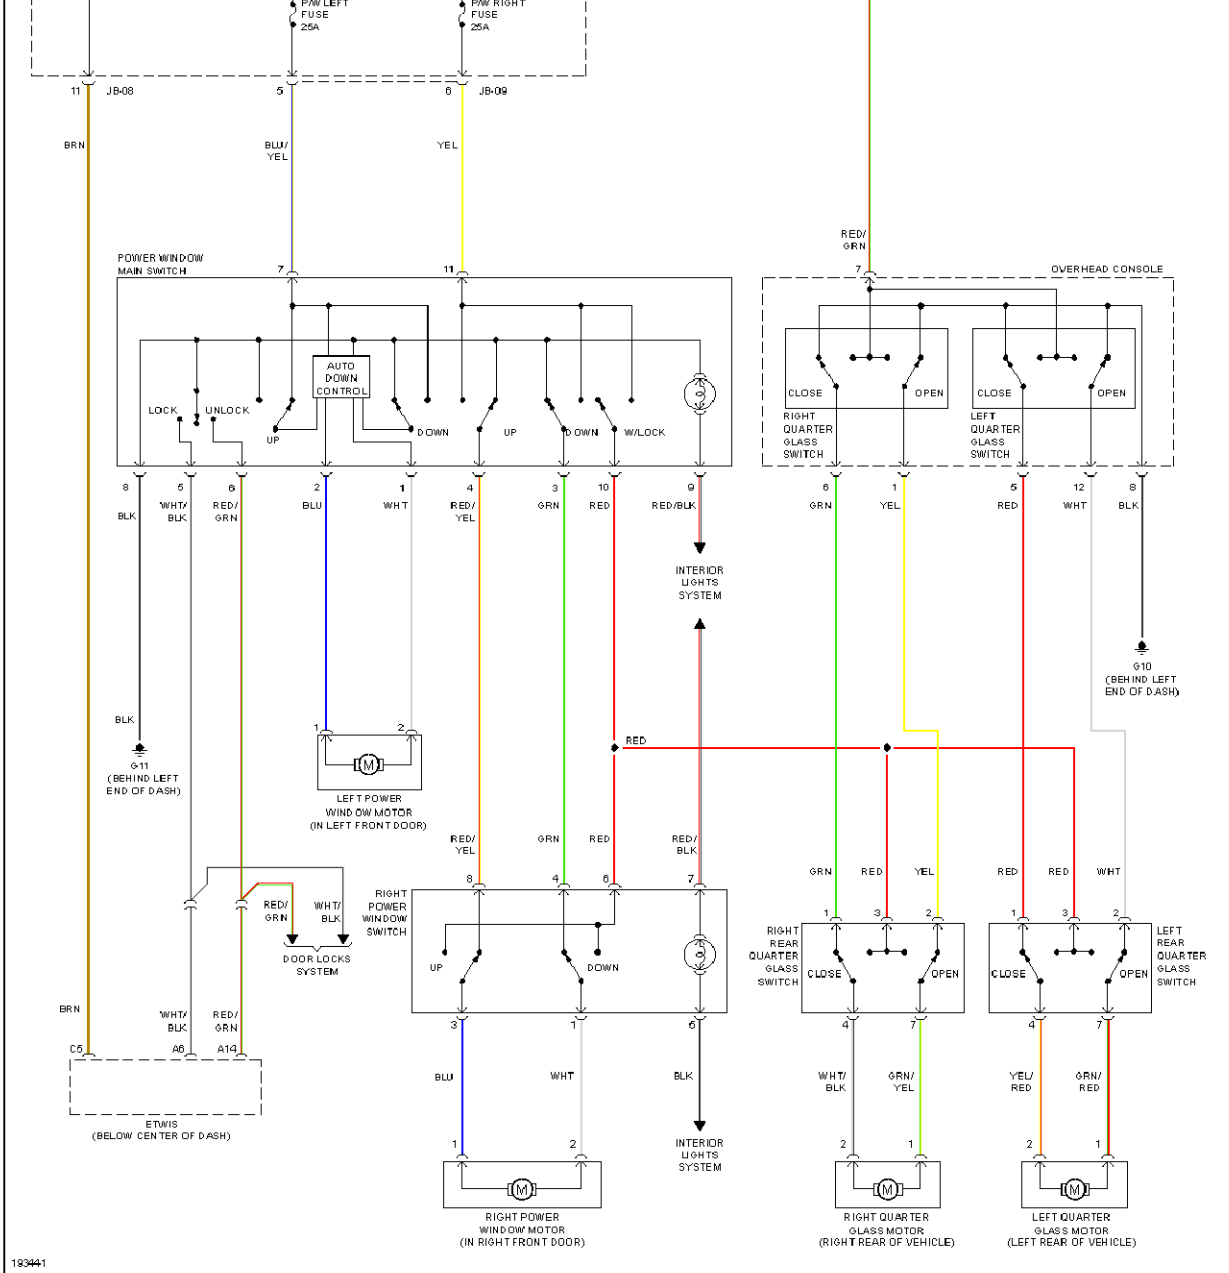 P/W LEFT
FUSE
25A
P/W RIGHT
FUSE
25A
11 JB-08 5 6 JB-09
BRN
BLU/
YEL
YEL
RED/
GRN
POWER WINDOW
MAIN SWITCH
7
11
7
OVERHEAD CONSOLE
AUTO
DOWN
CONTROL
LOCK
UNLOCK
UP
DOWN
UP
DOWN
W/LOCK
CLOSE
OPEN
CLOSE
OPEN
RIGHT
QUARTER
GLASS
SWITCH
LEFT
QUARTER
GLASS
SWITCH
8 5 6 2 1 4 3 10 9 6 1 5 12 8
BLK
WHT/
BLK
RED/
GRN
BLU
WHT
RED/
YEL
GRN
RED
RED/BLK
GRN
YEL
RED
WHT
BLK
INTERIOR
LIGHTS
SYSTEM
G10
(BEHIND LEFT
END OF DASH)
BLK
G11
(BEHIND LEFT
END OF DASH)
1 2
M
LEFT POWER
WINDOW MOTOR
(IN LEFT FRONT DOOR)
RED
RED/
YEL
GRN
RED
RED/
BLK
GRN
RED
YEL
RED
RED
WHT
8 4 6 7
RIGHT
POWER
WINDOW
SWITCH
UP
DOWN
RED/
GRN
WHT/
BLK
DOOR LOCKS
SYSTEM
1 3 2
RIGHT
REAR
QUARTER
GLASS
SWITCH
CLOSE
OPEN
1 3 2
LEFT
REAR
QUARTER
GLASS
SWITCH
CLOSE
OPEN
BRN
WHT/
BLK
RED/
GRN
C5 A6 A14
ETWIS
(BELOW CENTER OF DASH)
3 1 5 4 7 4 7
BLU
WHT
BLK
WHT/
BLK
GRN/
YEL
YEL/
RED
GRN/
RED
INTERIOR
LIGHTS
SYSTEM
1 2
M
RIGHT POWER
WINDOW MOTOR
(IN RIGHT FRONT DOOR)
2 1
M
RIGHT QUARTER
GLASS MOTOR
(RIGHT REAR OF VEHICLE)
2 1
M
LEFT QUARTER
GLASS MOTOR
(LEFT REAR OF VEHICLE)
193441